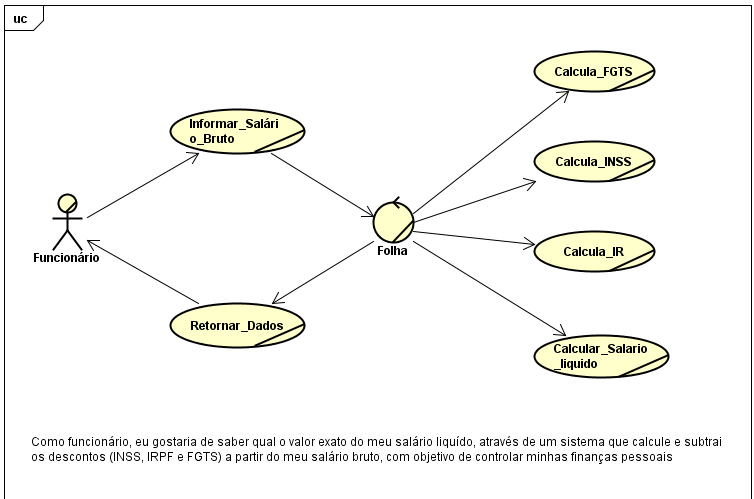 uc
Calcula_FGTS
Informar_Salári
o_Bruto
Calcula_INSS
Calcula_IR
Folha
Funcionário
Retornar_Dados
Calcular_Salario
_liquido
Como funcionário, eu gostaria de saber qual o valor exato do meu salário liquído, através de um sistema que calcule e subtrai
os descontos (INSS, IRPF e FGTS) a partir do meu salário bruto, com objetivo de controlar minhas finanças pessoais